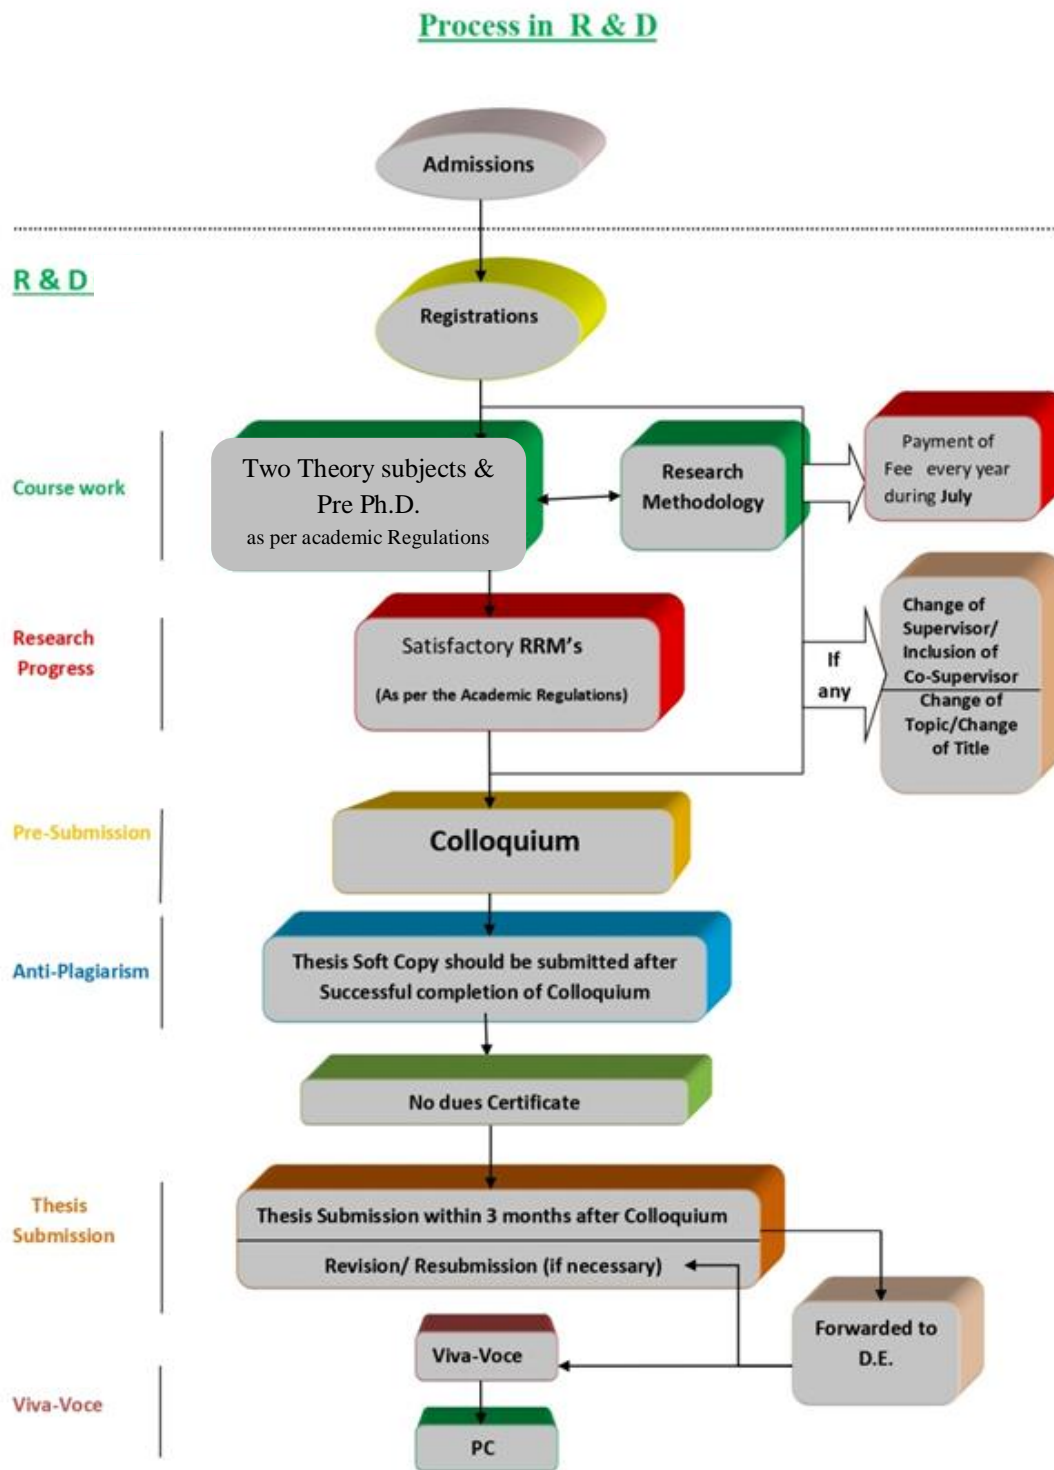 Process in R & D
Admissions
R & D
Registrations
Course work
Two Theory subjects &
Pre Ph.D.
as per academic Regulations
Research
Methodology
Payment of
Fee every year
during July
Research
Progress
Satisfactory RRM's
(As per the Academic Regulations)
If
any
Change of
Supervisor/
Inclusion of
Co-Supervisor
Change of
Topic/Change
of Title
Pre-Submission
Colloquium
Anti-Plagiarism
Thesis Soft Copy should be submitted after
Successful completion of Colloquium
No dues Certificate
Thesis
Submission
Thesis Submission within 3 months after Colloquium
Revision/ Resubmission (if necessary)
Forwarded to
D.E.
Viva-Voce
Viva-Voce
PC